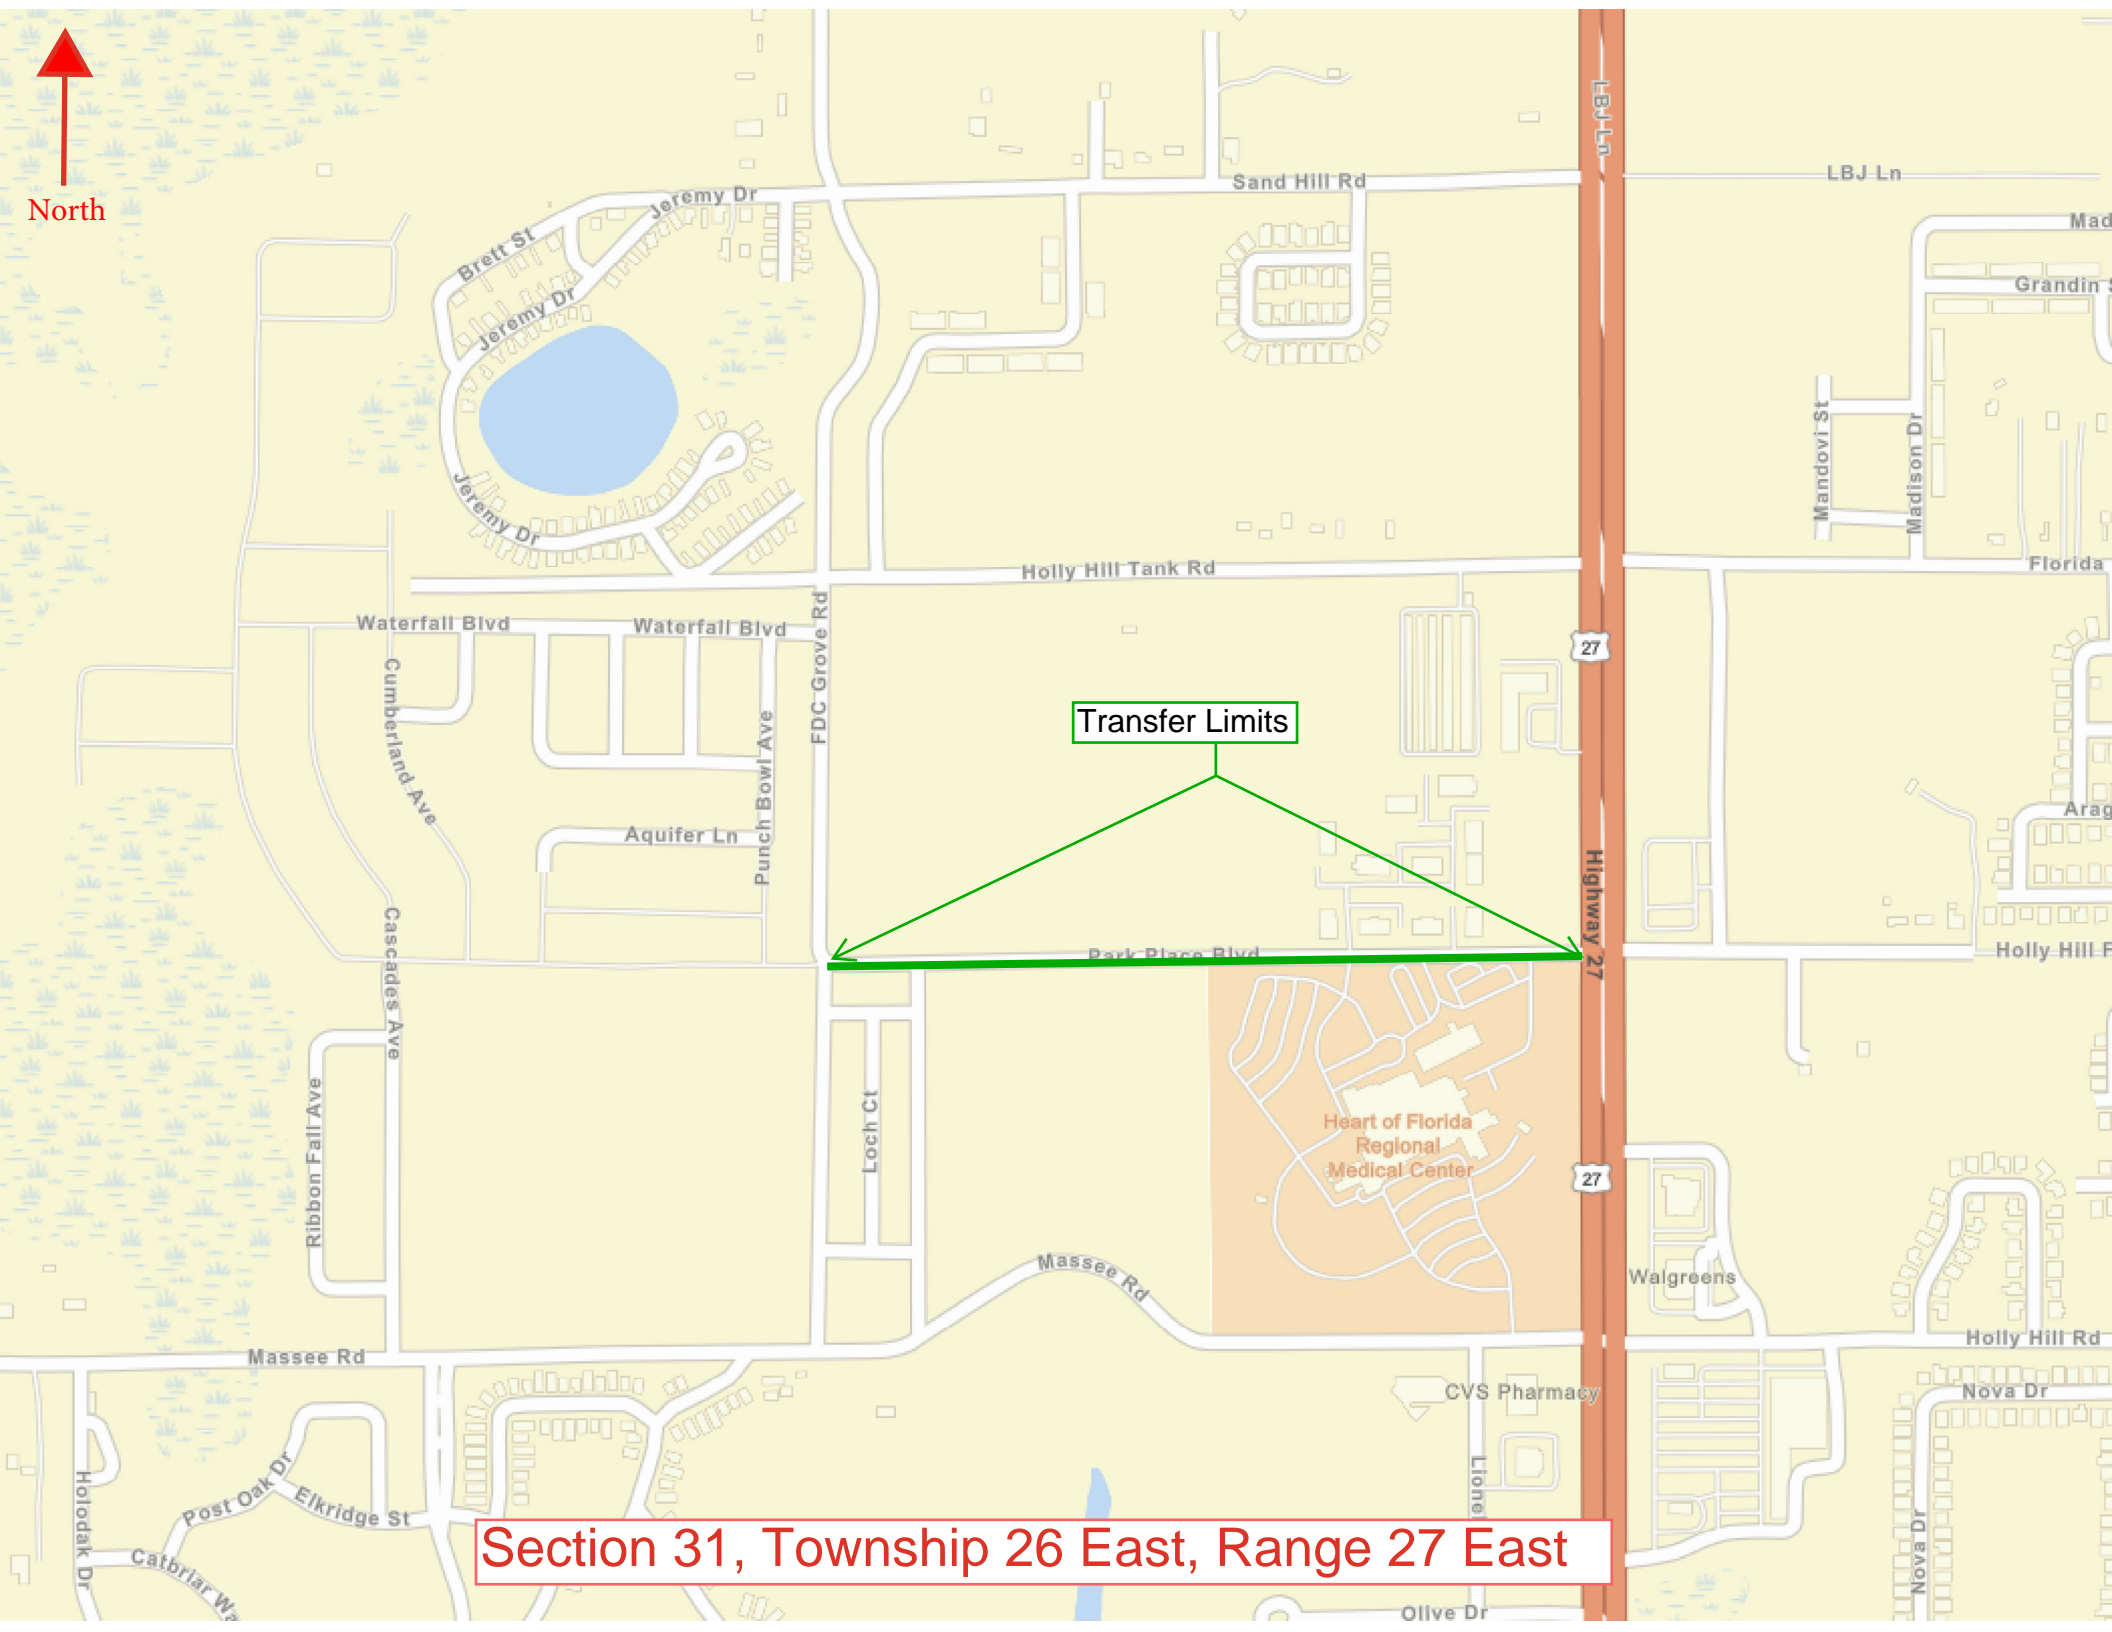 North
LBJ Ln
LBJ Ln
Sand Hill Rd
Jeremy Dr
Brett St
Mad
Grandin
Jeremy Dr
Mandovi St
Madison Dr
Jeremy Dr
Holly Hill Tank Rd
Florida
Waterfall Blvd
Waterfall Blvd
FDC Grove Rd
27
Cumberland Ave
Punch Bowl Ave
Transfer Limits
Aquifer Ln
Arag
Highway 27
Cascades Ave
Park Place Blvd
Holly Hill F
Ribbon Fall Ave
Loch Ct
Heart of Florida
Regional
Medical Center
27
Massee Rd
Walgreens
Holly Hill Rd
Massee Rd
CVS Pharmacy
Nova Dr
Holodak Dr
Post Oak Dr
Elkridge St
Lione
Nova Dr
Section 31, Township 26 East, Range 27 East
Catbriar Wa
Olive Dr